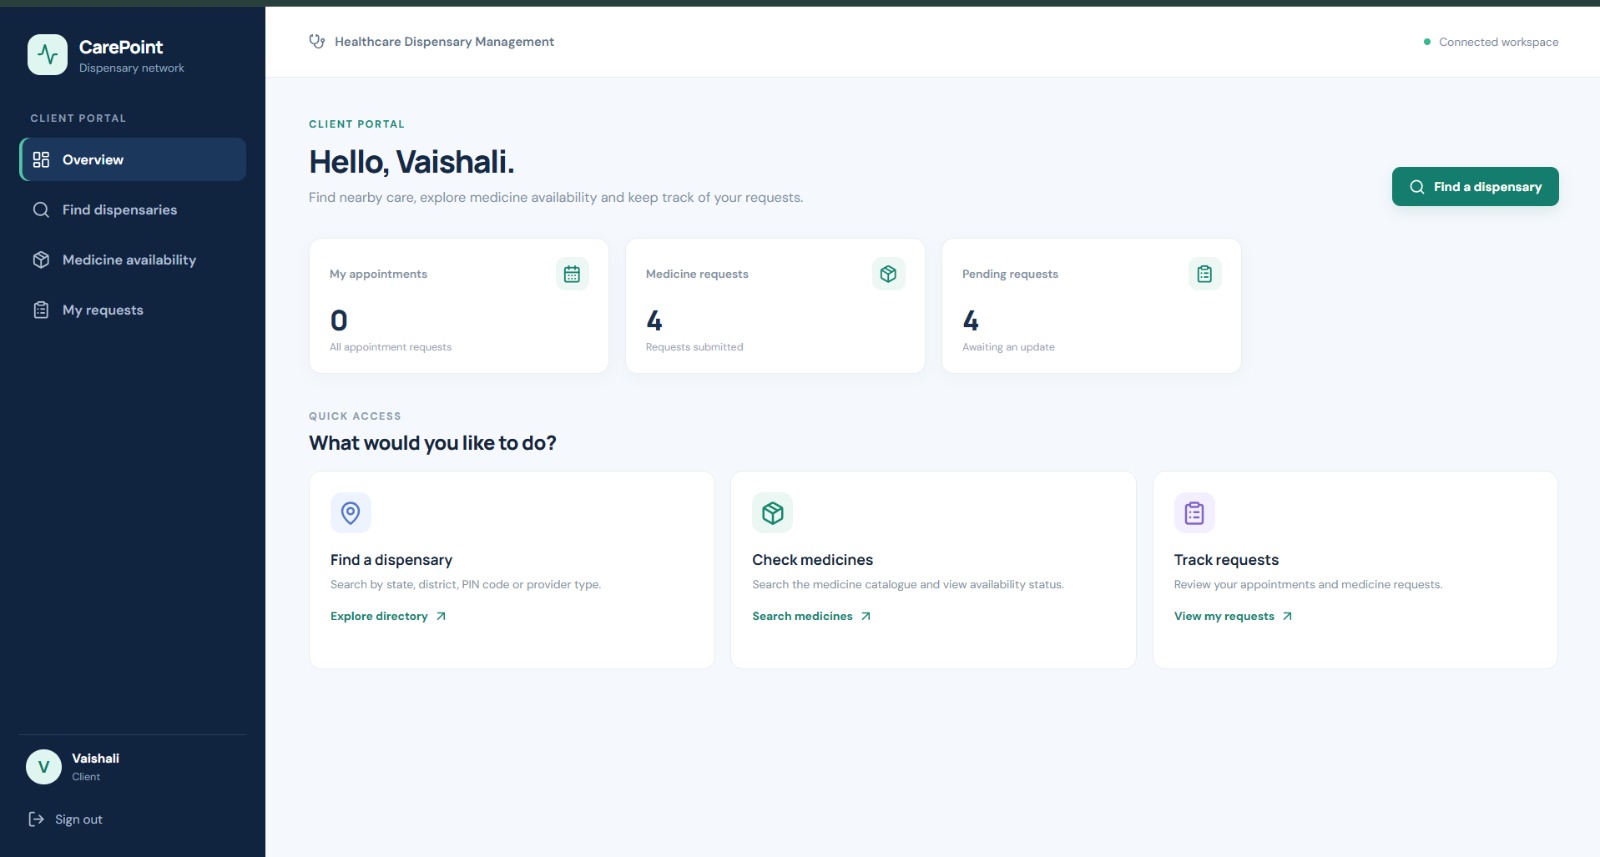 CarePoint
Dispensary network
CLIENT PORTAL
Overview
Find dispensaries
Medicine availability
My requests
Vaishali
V
Client
Sign out
Healthcare Dispensary Management
Connected workspace
CLIENT PORTAL
Hello, Vaishali.
Find nearby care, explore medicine availability and keep track of your requests.
Find a dispensary
My appointments
0
All appointment requests
Medicine requests
4
Requests submitted
Pending requests
4
Awaiting an update
QUICK ACCESS
What would you like to do?
Find a dispensary
Search by state, district, PIN code or provider type.
Explore directory
Check medicines
Search the medicine catalogue and view availability status.
Search medicines
Track requests
Review your appointments and medicine requests.
View my requests